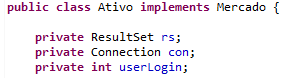 public class Ativo implements Mercado {
private ResultSet rs;
private Connection con;
private int userLogin;